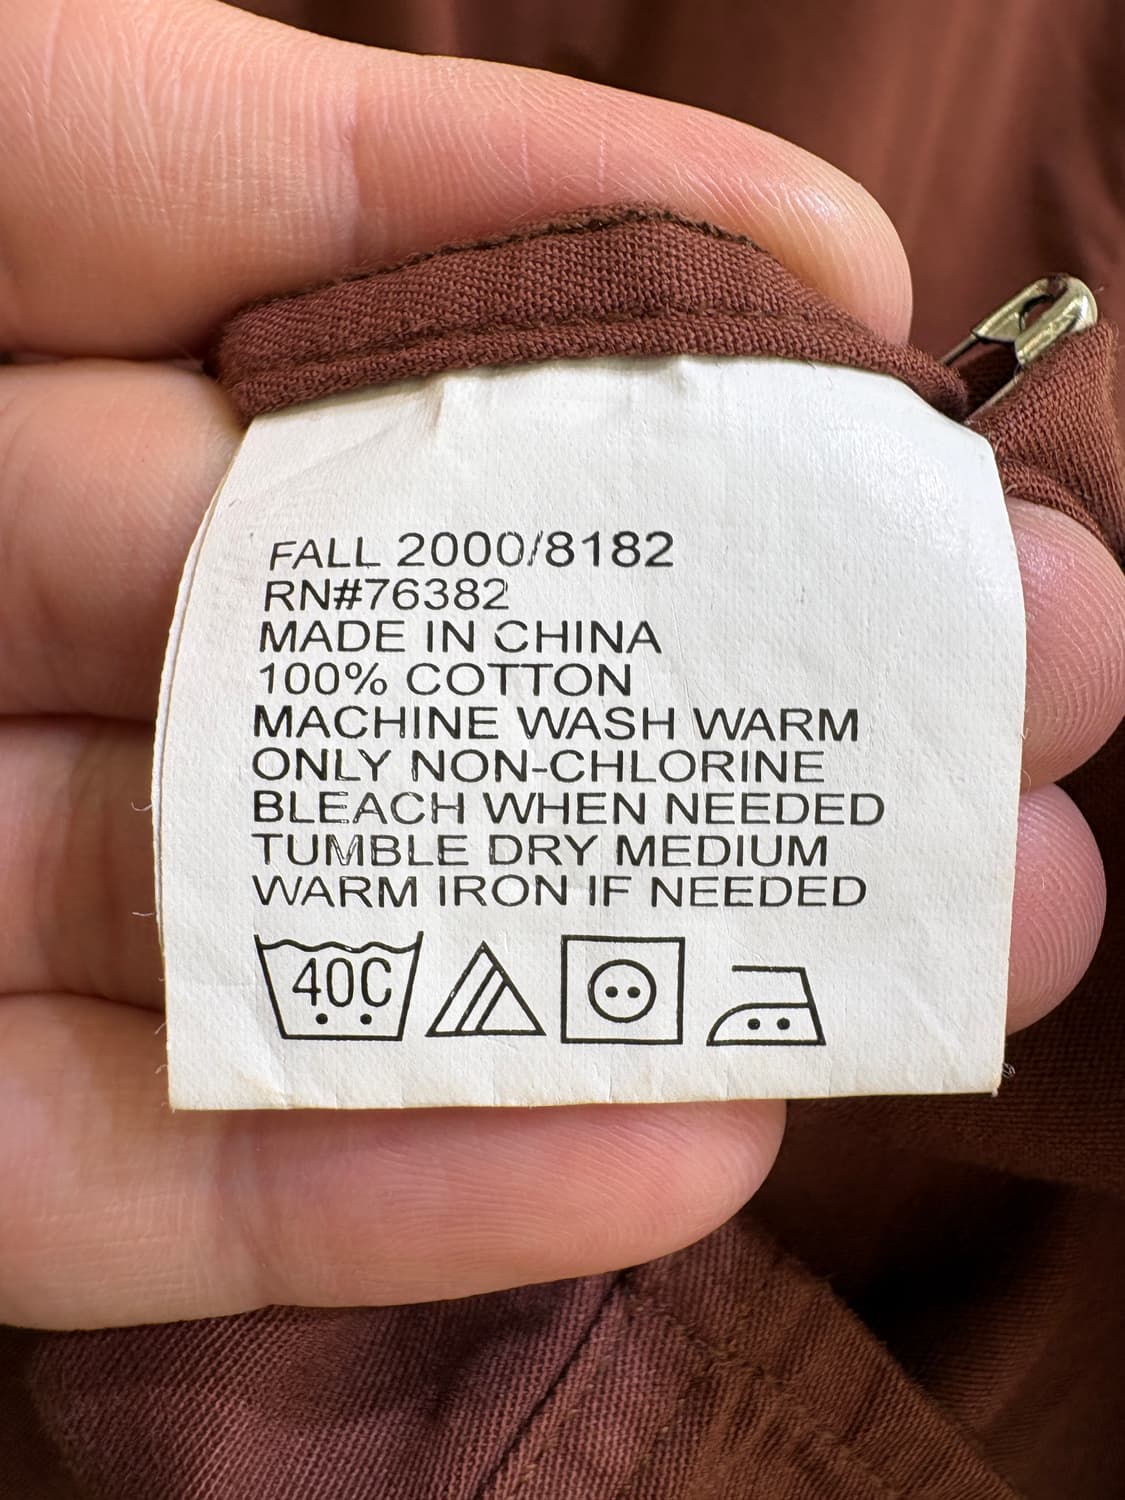 FALL 2000/8182
RN#76382
MADE IN CHINA
100% COTTON
MACHINE WASH WARM
ONLY NON-CHLORINE
BLEACH WHEN NEEDED
TUMBLE DRY MEDIUM
WARM IRON IF NEEDED
40C